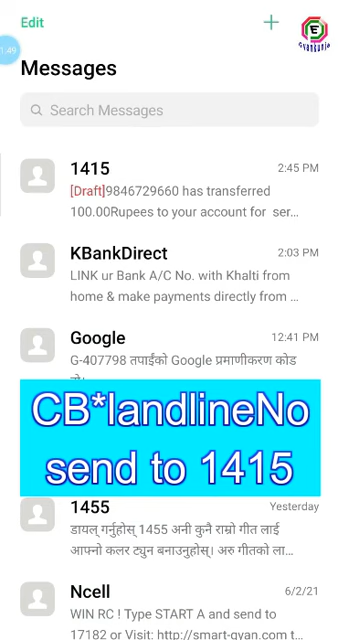 Edit
1.49
E
Gyankunjo
Messages
Search Messages
1415
2:45 PM
[Draft]9846729660 has transferred
100.00Rupees to your account for ser...
KBankDirect
2:03 PM
LINK ur Bank A/C No. with Khalti from
home & make payments directly from ...
Google
12:41 PM
G-407798 तपाईंको Google प्रमाणीकरण कोड
CB*landlineNo
send to 1415
1455
Yesterday
डायल गर्नुहोस् 1455 अनी कुनै राम्रो गीत लाई
आफ्नो कलर ट्युन बनाउनुहोस्। अरु गीतको ला...
Ncell
6/2/21
WIN RC ! Type START A and send to
17182 or Visit: http://smart-gyan.com t...